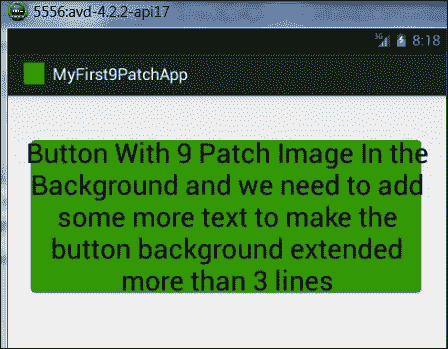 5556:avd-4.2.2-api17
3G 8:18
MyFirst9PatchApp
Button With 9 Patch Image In the
Background and we need to add
some more text to make the
button background extended
more than 3 lines